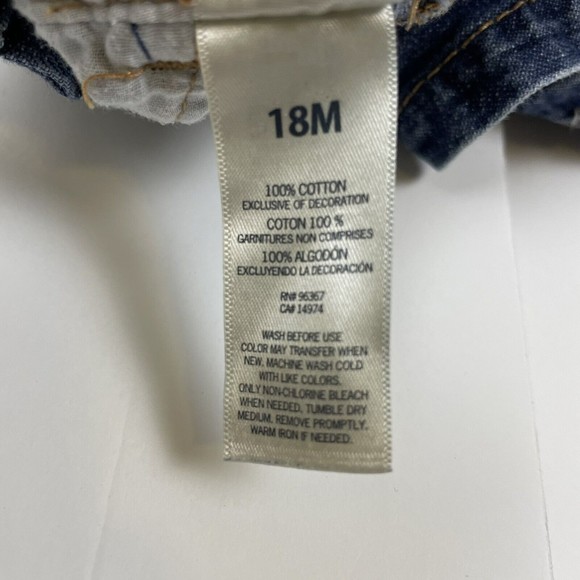 18M
100% COTTON
EXCLUSIVE OF DECORATION
COTON 100 %
GARNITURES NON COMPRISES
100% ALGODÓN
EXCLUYENDO LA DECORACIÓN
RN# 96367
CA# 14974
WASH BEFORE USE
COLOR MAY TRANSFER WHEN
NEW. MACHINE WASH COLD
WITH LIKE COLORS.
ONLY NON-CHLORINE BLEACH
WHEN NEEDED. TUMBLE DRY
MEDIUM. REMOVE PROMPTLY.
WARM IRON IF NEEDED.